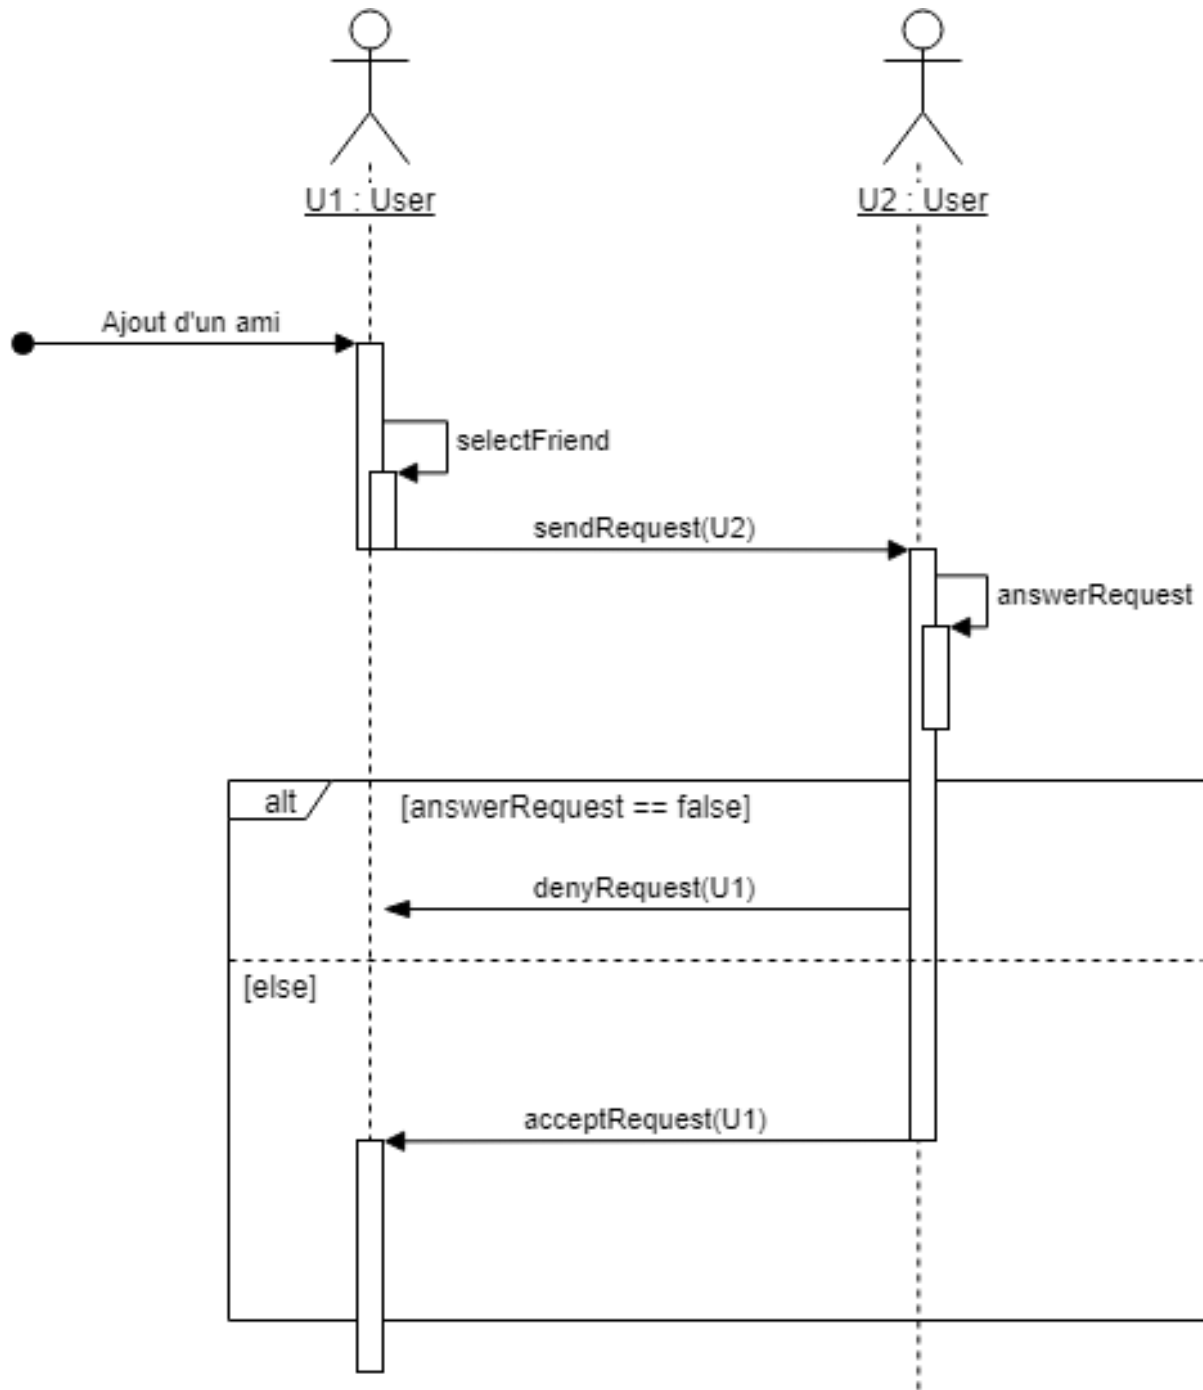 U1 : User
U2 : User
Ajout d'un ami
selectFriend
sendRequest(U2)
answerRequest
alt
[answerRequest == false]
denyRequest(U1)
[else]
acceptRequest(U1)